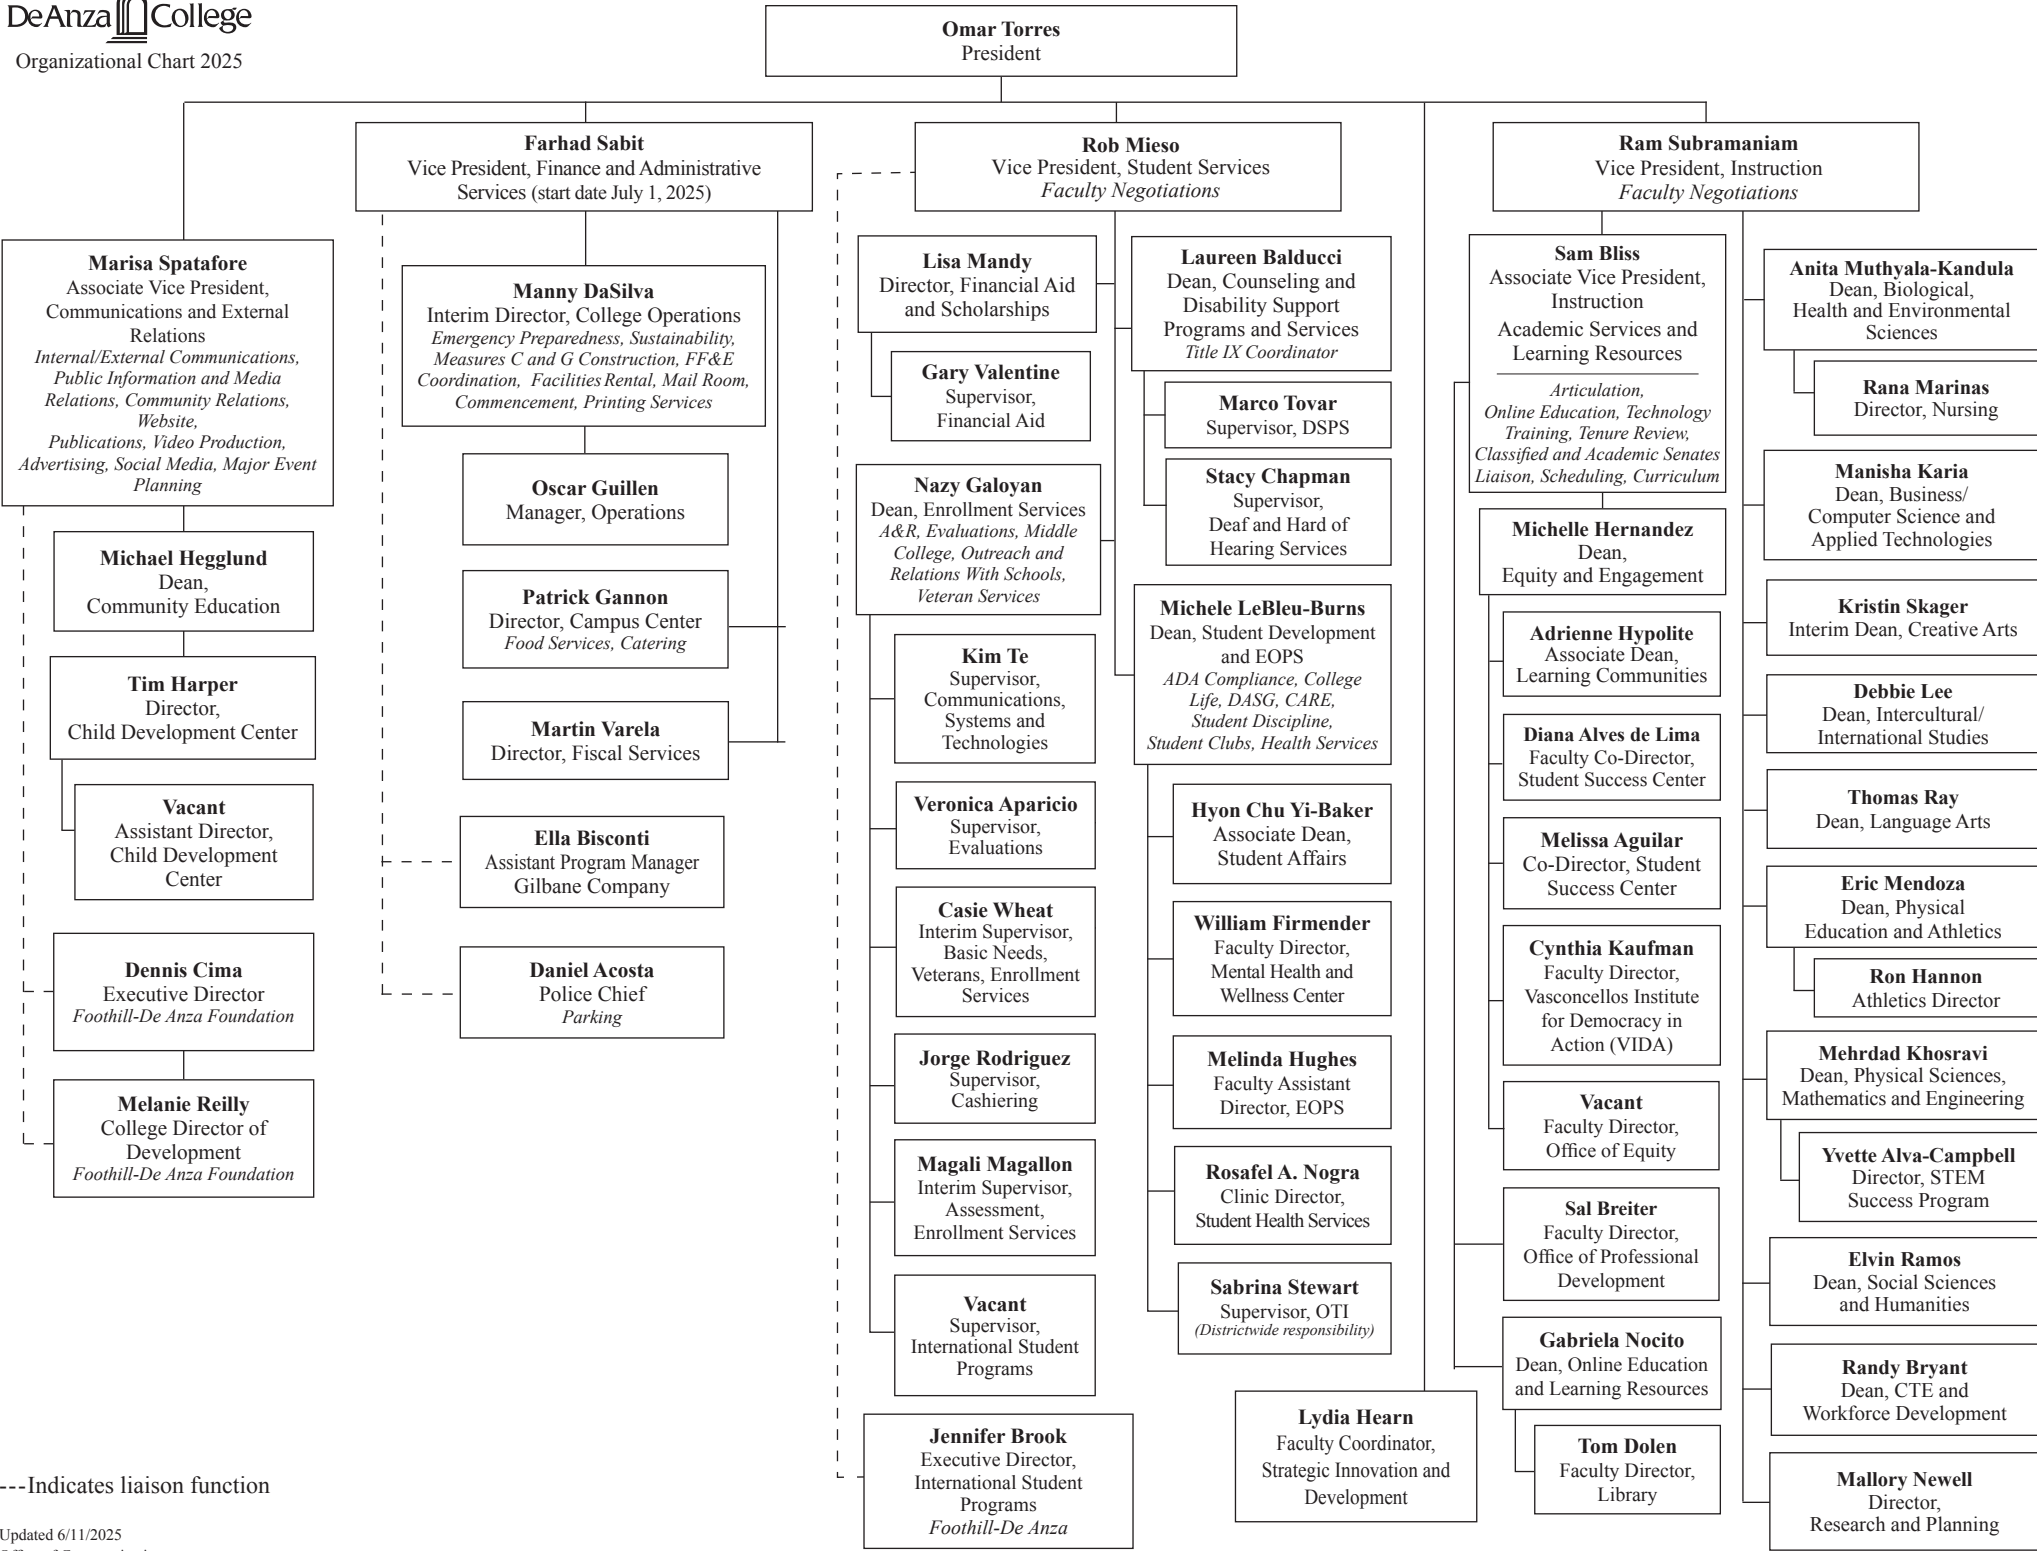 DeAnza College
Organizational Chart 2025
Omar Torres
President
Marisa Spatafore
Associate Vice President,
Communications and External
Relations
Internal/External Communications,
Public Information and Media
Relations, Community Relations,
Website,
Publications, Video Production,
Advertising, Social Media, Major Event
Planning
Michael Hegglund
Dean,
Community Education
Tim Harper
Director,
Child Development Center
Vacant
Assistant Director,
Child Development
Center
Dennis Cima
Executive Director
Foothill-De Anza Foundation
Melanie Reilly
College Director of
Development
Foothill-De Anza Foundation
Farhad Sabit
Vice President, Finance and Administrative
Services (start date July 1, 2025)
Manny DaSilva
Interim Director, College Operations
Emergency Preparedness, Sustainability,
Measures C and G Construction, FF&E
Coordination, Facilities Rental, Mail Room,
Commencement, Printing Services
Oscar Guillen
Manager, Operations
Patrick Gannon
Director, Campus Center
Food Services, Catering
Martin Varela
Director, Fiscal Services
Ella Bisconti
Assistant Program Manager
Gilbane Company
Daniel Acosta
Police Chief
Parking
Rob Mieso
Vice President, Student Services
Faculty Negotiations
Lisa Mandy
Director, Financial Aid
and Scholarships
Gary Valentine
Supervisor,
Financial Aid
Nazy Galoyan
Dean, Enrollment Services
A&R, Evaluations, Middle
College, Outreach and
Relations With Schools,
Veteran Services
Kim Te
Supervisor,
Communications,
Systems and
Technologies
Veronica Aparicio
Supervisor,
Evaluations
Casie Wheat
Interim Supervisor,
Basic Needs,
Veterans, Enrollment
Services
Jorge Rodriguez
Supervisor,
Cashiering
Magali Magallon
Interim Supervisor,
Assessment,
Enrollment Services
Vacant
Supervisor,
International Student
Programs
Jennifer Brook
Executive Director,
International Student
Programs
Foothill-De Anza
Laureen Balducci
Dean, Counseling and
Disability Support
Programs and Services
Title IX Coordinator
Marco Tovar
Supervisor, DSPS
Stacy Chapman
Supervisor,
Deaf and Hard of
Hearing Services
Michele LeBleu-Burns
Dean, Student Development
and EOPS
ADA Compliance, College
Life, DASG, CARE,
Student Discipline,
Student Clubs, Health Services
Hyon Chu Yi-Baker
Associate Dean,
Student Affairs
William Firmender
Faculty Director,
Mental Health and
Wellness Center
Melinda Hughes
Faculty Assistant
Director, EOPS
Rosafel A. Nogra
Clinic Director,
Student Health Services
Sabrina Stewart
Supervisor, OTI
(Districtwide responsibility)
Lydia Hearn
Faculty Coordinator,
Strategic Innovation and
Development
Ram Subramaniam
Vice President, Instruction
Faculty Negotiations
Sam Bliss
Associate Vice President,
Instruction
Academic Services and
Learning Resources
Articulation,
Online Education, Technology
Training, Tenure Review,
Classified and Academic Senates
Liaison, Scheduling, Curriculum
Michelle Hernandez
Dean,
Equity and Engagement
Adrienne Hypolite
Associate Dean,
Learning Communities
Diana Alves de Lima
Faculty Co-Director,
Student Success Center
Melissa Aguilar
Co-Director, Student
Success Center
Cynthia Kaufman
Faculty Director,
Vasconcellos Institute
for Democracy in
Action (VIDA)
Vacant
Faculty Director,
Office of Equity
Sal Breiter
Faculty Director,
Office of Professional
Development
Gabriela Nocito
Dean, Online Education
and Learning Resources
Tom Dolen
Faculty Director,
Library
Anita Muthyala-Kandula
Dean, Biological,
Health and Environmental
Sciences
Rana Marinas
Director, Nursing
Manisha Karia
Dean, Business/
Computer Science and
Applied Technologies
Kristin Skager
Interim Dean, Creative Arts
Debbie Lee
Dean, Intercultural/
International Studies
Thomas Ray
Dean, Language Arts
Eric Mendoza
Dean, Physical
Education and Athletics
Ron Hannon
Athletics Director
Mehrdad Khosravi
Dean, Physical Sciences,
Mathematics and Engineering
Yvette Alva-Campbell
Director, STEM
Success Program
Elvin Ramos
Dean, Social Sciences
and Humanities
Randy Bryant
Dean, CTE and
Workforce Development
Mallory Newell
Director,
Research and Planning
---Indicates liaison function
Updated 6/11/2025